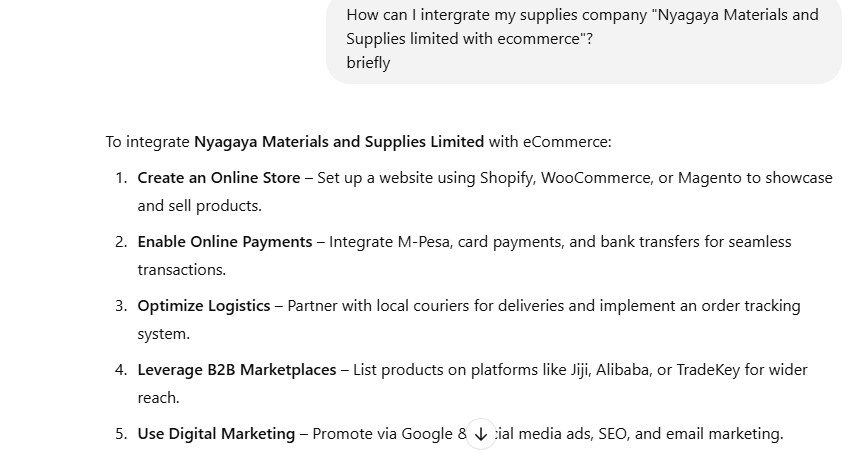 How can I intergrate my supplies company "Nyagaya Materials and
Supplies limited with ecommerce"?
briefly
To integrate Nyagaya Materials and Supplies Limited with eCommerce:
1. Create an Online Store – Set up a website using Shopify, WooCommerce, or Magento to showcase
and sell products.
2. Enable Online Payments – Integrate M-Pesa, card payments, and bank transfers for seamless
transactions.
3. Optimize Logistics – Partner with local couriers for deliveries and implement an order tracking
system.
4. Leverage B2B Marketplaces – List products on platforms like Jiji, Alibaba, or TradeKey for wider
reach.
5. Use Digital Marketing – Promote via Google & media ads, SEO, and email marketing.